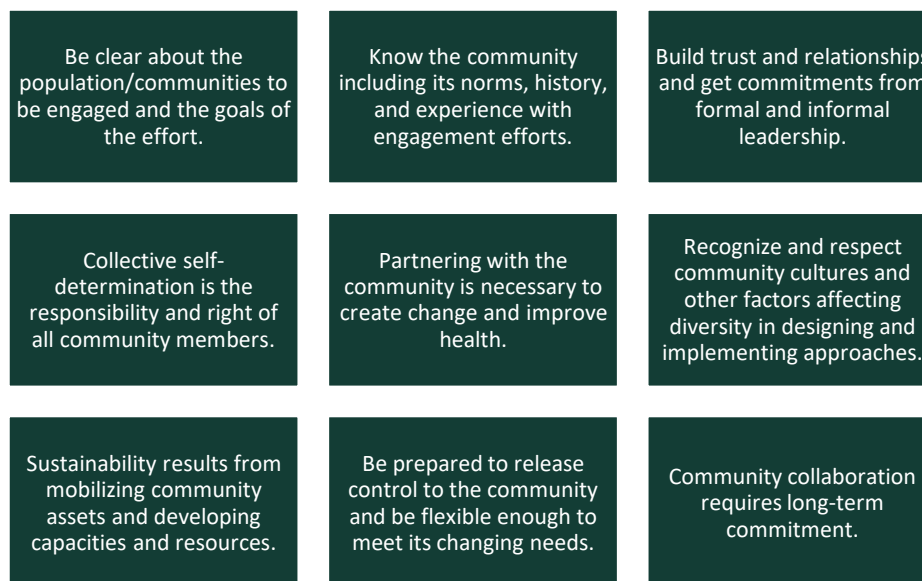 Be clear about the
population/communities to
be engaged and the goals of
the effort.
Know the community
including its norms, history,
and experience with
engagement efforts.
Build trust and relationships
and get commitments from
formal and informal
leadership.
Collective self-
determination is the
responsibility and right of
all community members.
Partnering with the
community is necessary to
create change and improve
health.
Recognize and respect
community cultures and
other factors affecting
diversity in designing and
implementing approaches.
Sustainability results from
mobilizing community
assets and developing
capacities and resources.
Be prepared to release
control to the community
and be flexible enough to
meet its changing needs.
Community collaboration
requires long-term
commitment.